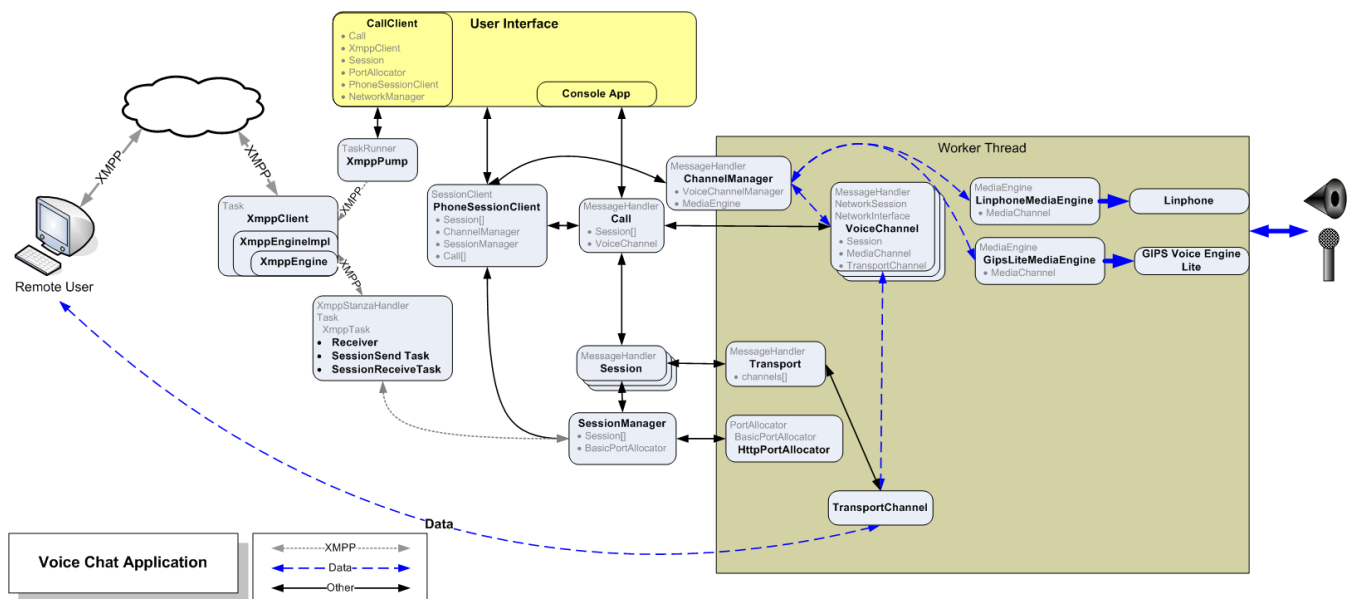 User Interface
CallClient
• Call
• XmppClient
• Session
• PortAllocator
• PhoneSessionClient
• NetworkManager
Console App
TaskRunner
XmppPump
XMPP
XMPP
XMPP
XMPP
Remote User
Task
XmppClient
XmppEngineImpl
XmppEngine
XmppStanzaHandler
Task
XmppTask
• Receiver
• SessionSend Task
• SessionReceiveTask
SessionClient
PhoneSessionClient
• Session[]
• ChannelManager
• SessionManager
• Call[]
MessageHandler
Call
• Session[]
• VoiceChannel
MessageHandler
Session
SessionManager
• Session[]
• BasicPortAllocator
Worker Thread
MessageHandler
ChannelManager
• VoiceChannelManager
• MediaEngine
MessageHandler
NetworkSession
NetworkInterface
VoiceChannel
• Session
• MediaChannel
• TransportChannel
MediaEngine
LinphoneMediaEngine
• MediaChannel
Linphone
MediaEngine
GipsLiteMediaEngine
• MediaChannel
GIPS Voice Engine
Lite
MessageHandler
Transport
• channels[]
PortAllocator
BasicPortAllocator
HttpPortAllocator
TransportChannel
Data
Voice Chat Application
XMPP
Data
Other